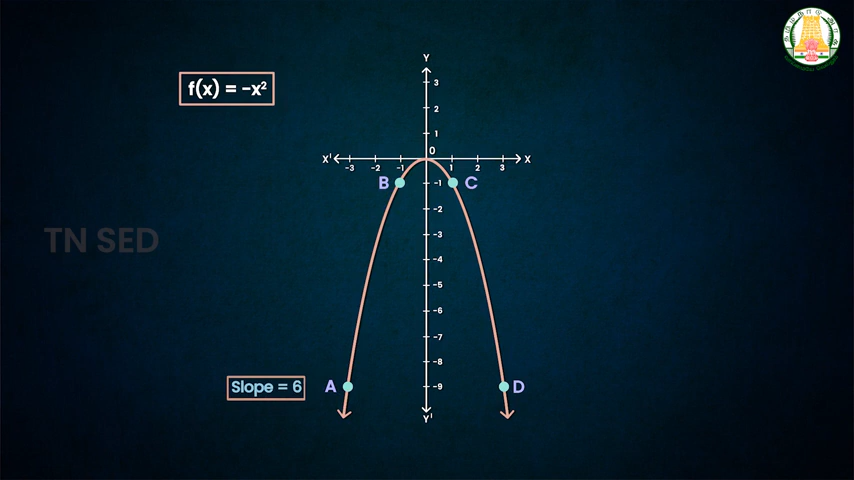 f(x) = –x²
Y
3
2
1
0
X' -3 -2 -1 1 2 3 X
B C
-1
-2
-3
-4
-5
-6
-7
-8
-9
TN SED
Slope = 6 A D
Y'